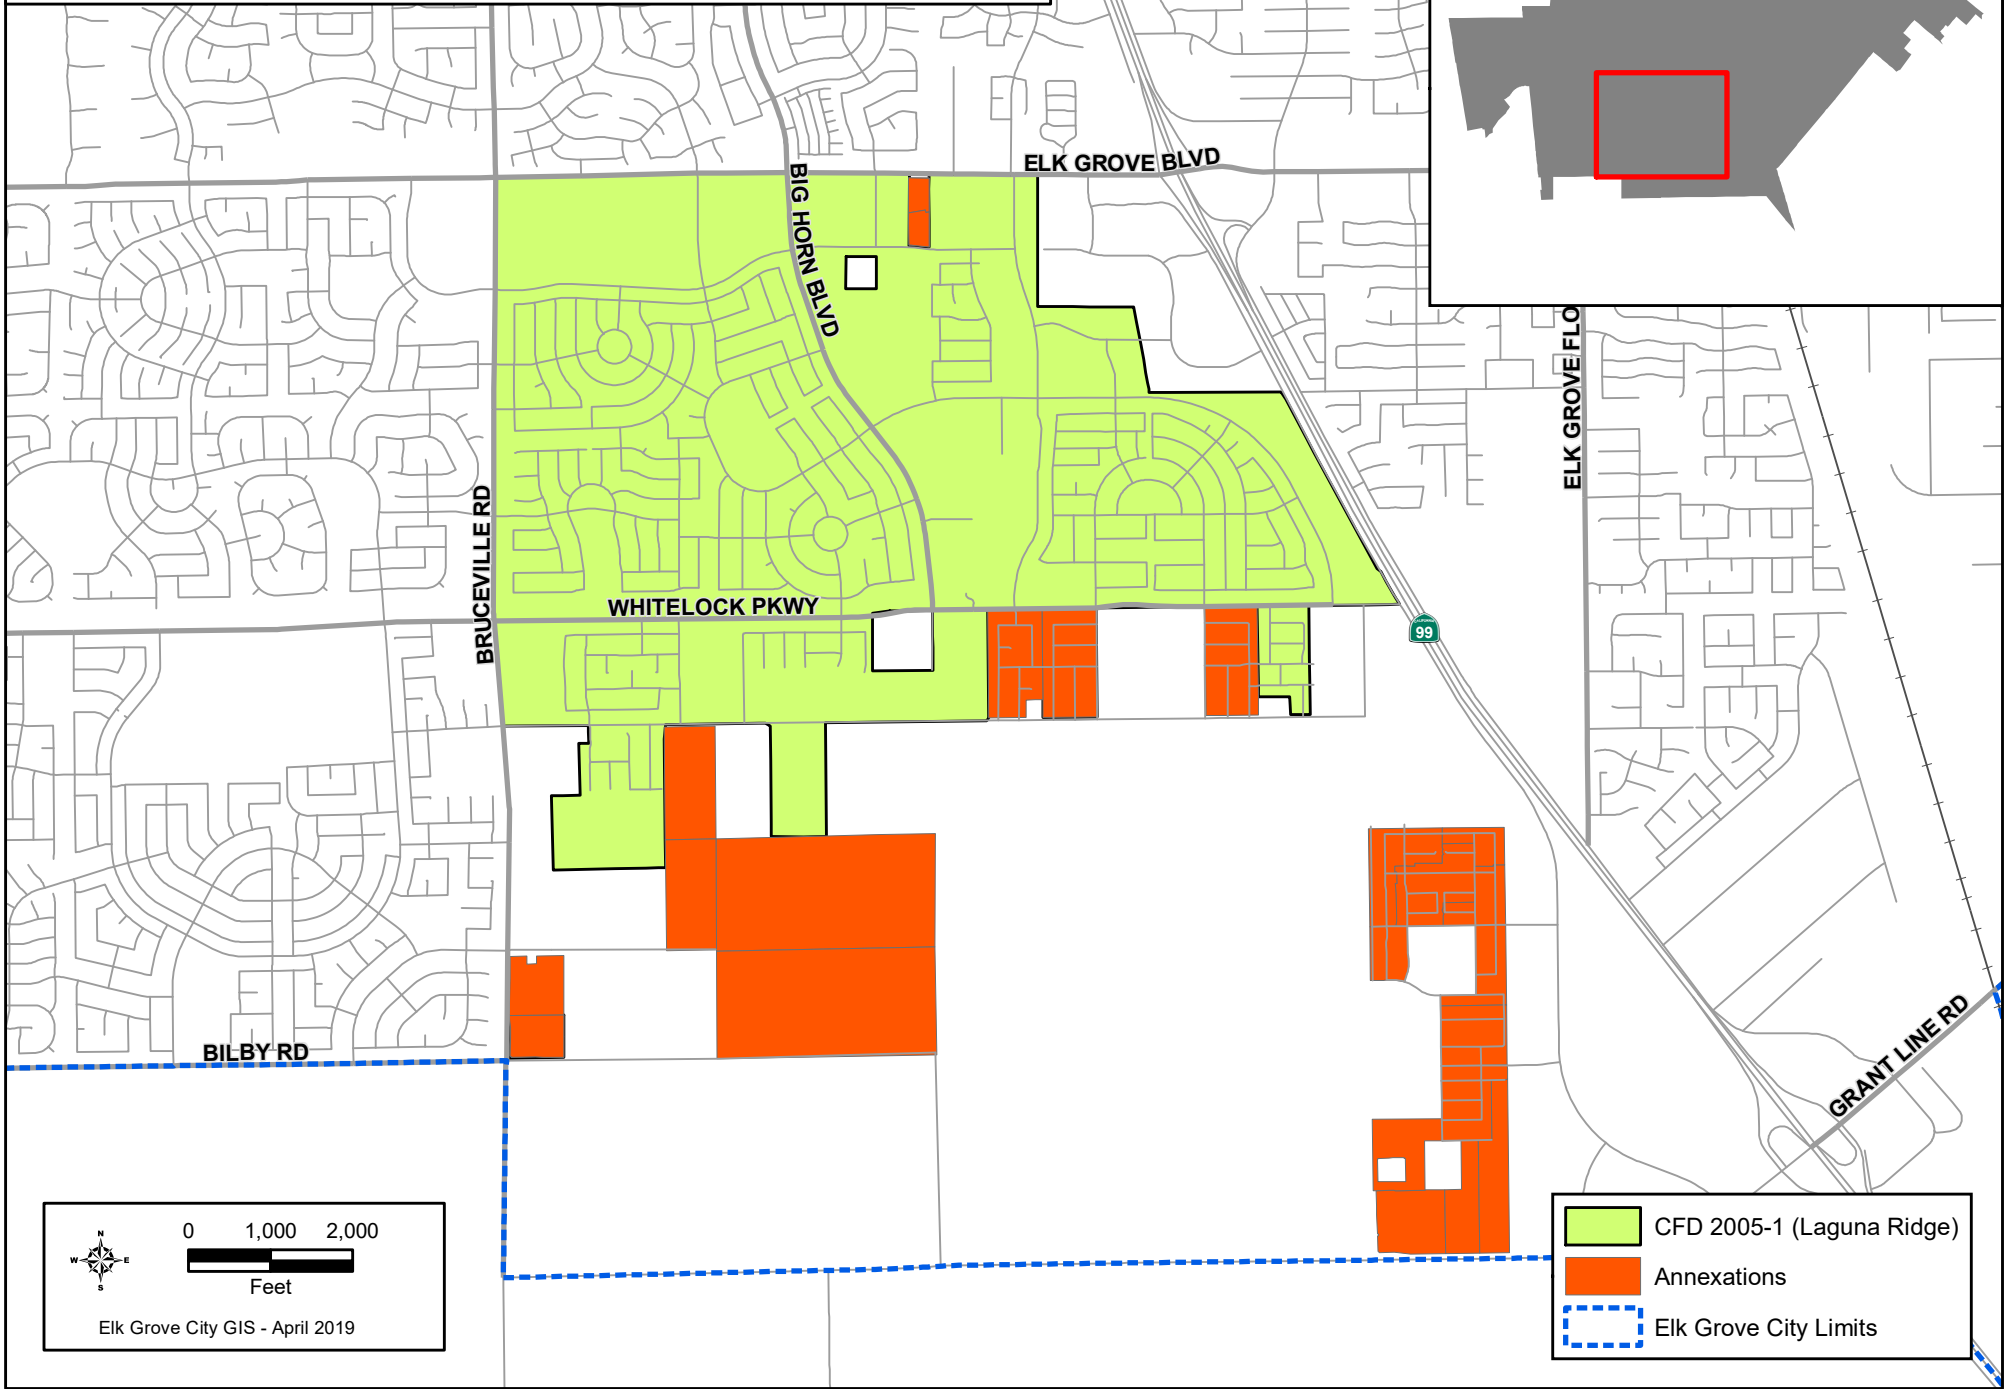 ELK GROVE BLVD
BIG HORN BLVD
ELK GROVE FLO
BRUCEVILLE RD
WHITELOCK PKWY
CALIFORNIA
99
BILBY RD
GRANT LINE RD
N
W E
S
0 1,000 2,000
Feet
Elk Grove City GIS - April 2019
CFD 2005-1 (Laguna Ridge)
Annexations
Elk Grove City Limits